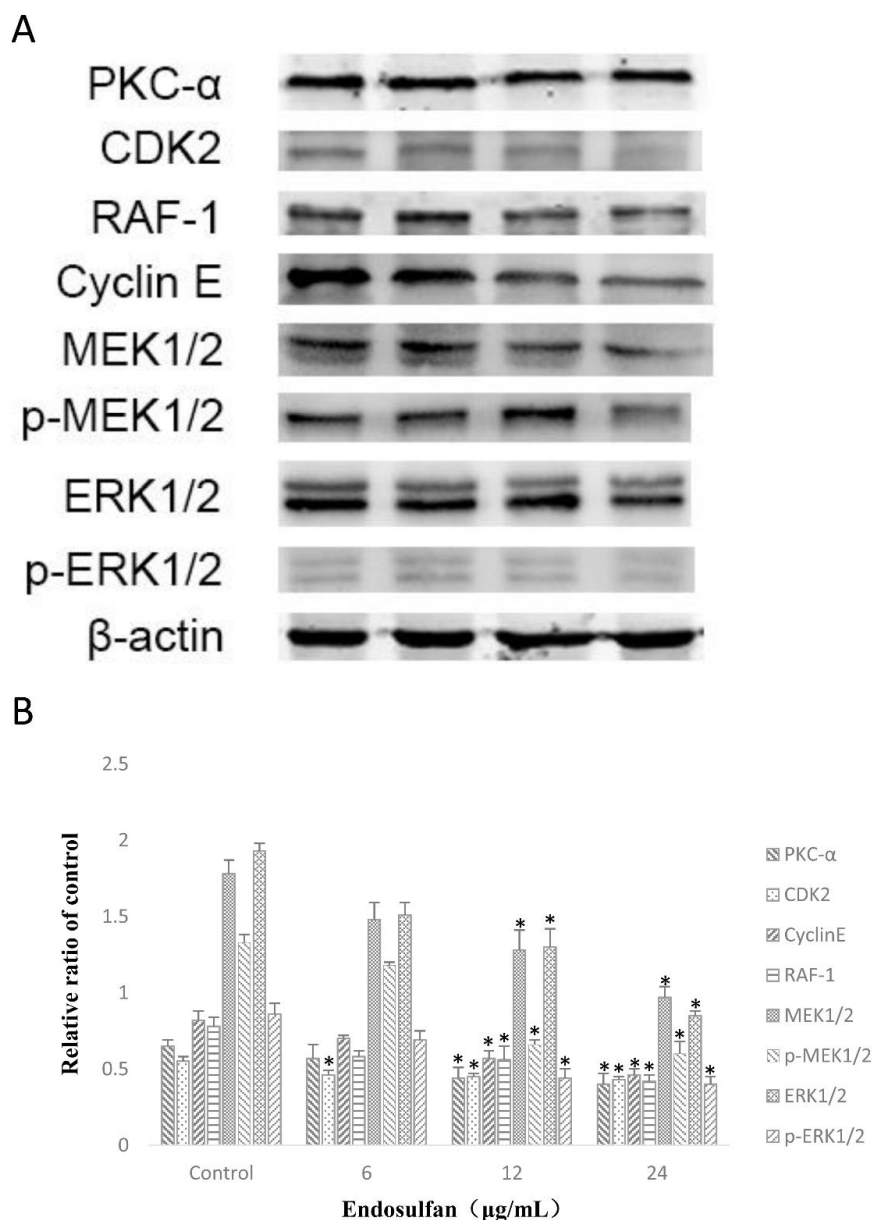 A
PKC-α
CDK2
RAF-1
Cyclin E
MEK1/2
p-MEK1/2
ERK1/2
p-ERK1/2
β-actin
B
2.5
2
1.5
1
0.5
0
Relative ratio of control
* * * * * * * * *
* * * * * * * *
Control 6 12 24
Endosulfan（μg/mL）
PKC-α
CDK2
CyclinE
RAF-1
MEK1/2
p-MEK1/2
ERK1/2
p-ERK1/2